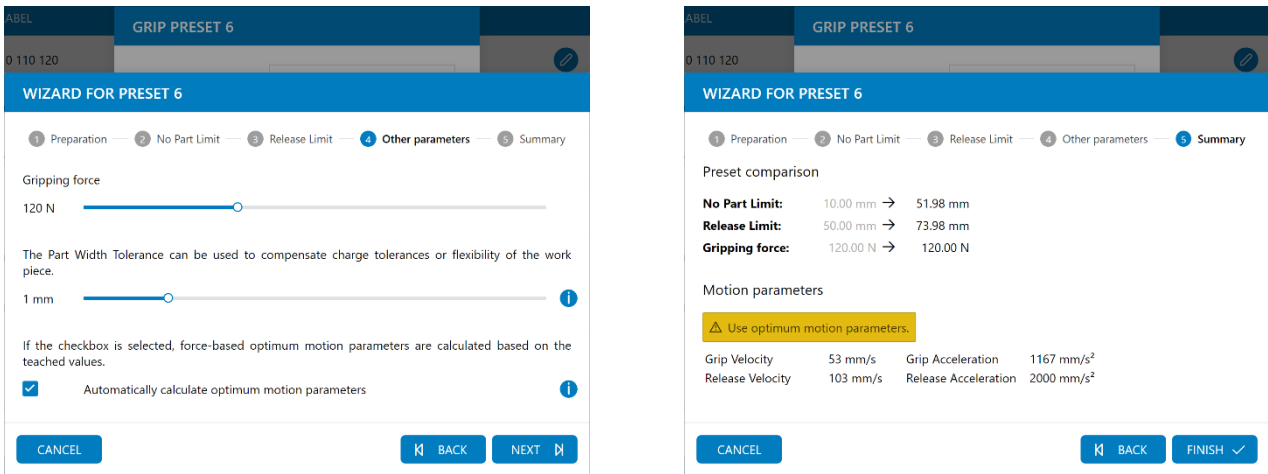 ABEL
GRIP PRESET 6
0 110 120
WIZARD FOR PRESET 6
1 Preparation 2 No Part Limit 3 Release Limit 4 Other parameters 5 Summary
Gripping force
120 N
The Part Width Tolerance can be used to compensate charge tolerances or flexibility of the work
piece.
1 mm
If the checkbox is selected, force-based optimum motion parameters are calculated based on the
teached values.
Automatically calculate optimum motion parameters
CANCEL BACK NEXT
ABEL
GRIP PRESET 6
0 110 120
WIZARD FOR PRESET 6
1 Preparation 2 No Part Limit 3 Release Limit 4 Other parameters 5 Summary
Preset comparison
No Part Limit: 10.00 mm → 51.98 mm
Release Limit: 50.00 mm → 73.98 mm
Gripping force: 120.00 N → 120.00 N
Motion parameters
Use optimum motion parameters.
Grip Velocity 53 mm/s Grip Acceleration 1167 mm/s²
Release Velocity 103 mm/s Release Acceleration 2000 mm/s²
CANCEL BACK FINISH